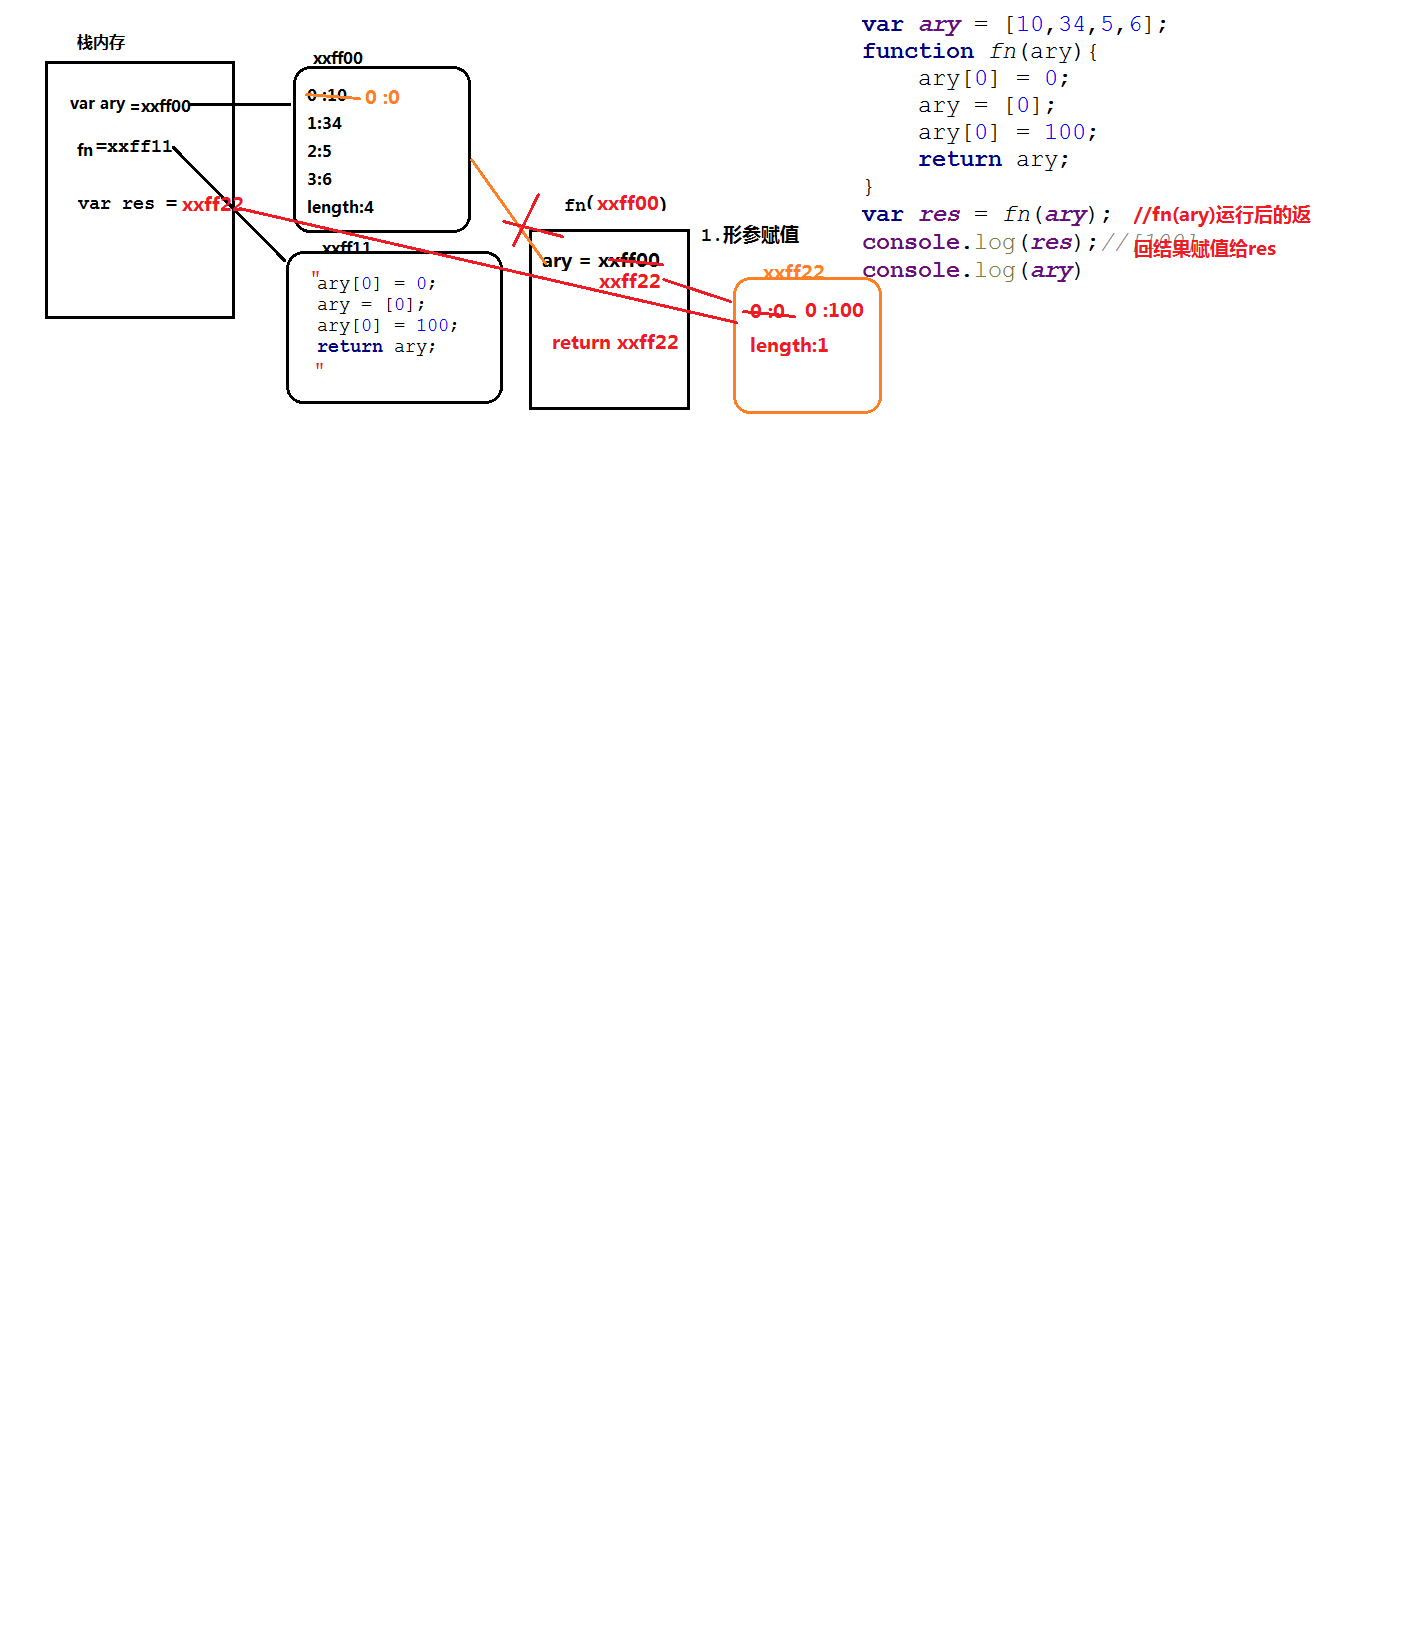 栈内存
var ary =xxff00
fn=xxff11
var res = xxff22
xxff00
0 :10 0 :0
1:34
2:5
3:6
length:4
xxff11
"
ary[0] = 0;
ary = [0];
ary[0] = 100;
return ary;
"
fn(xxff00)
1.形参赋值
ary = xxff00
xxff22
return xxff22
xxff22
0 :0 0 :100
length:1
var ary = [10,34,5,6];
function fn(ary){
ary[0] = 0;
ary = [0];
ary[0] = 100;
return ary;
}
var res = fn(ary); //fn(ary)运行后的返
console.log(res);//[100]
回结果赋值给res
console.log(ary)